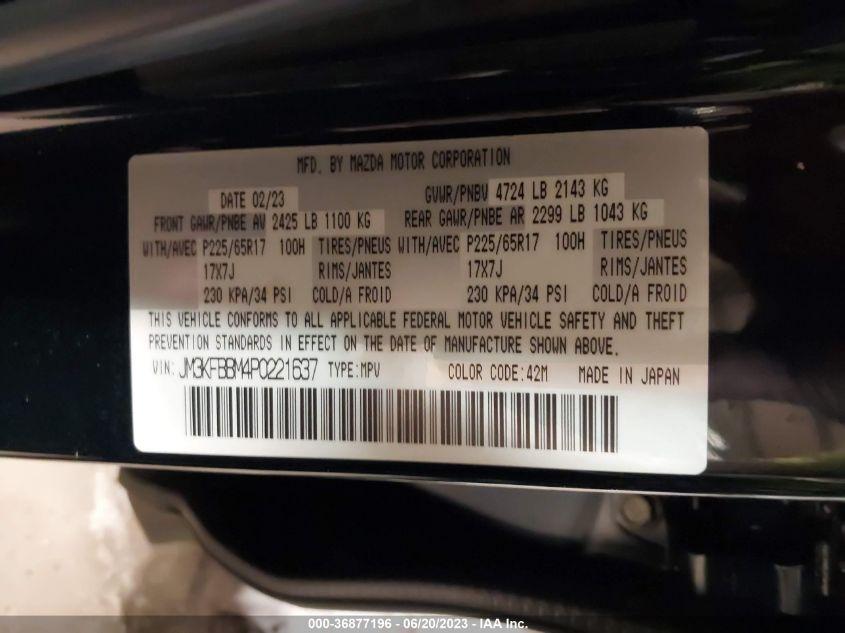 MFD. BY MAZDA MOTOR CORPORATION
DATE 02/23 GVWR/PNBV 4724 LB 2143 KG
FRONT GAWR/PNBE AV 2425 LB 1100 KG REAR GAWR/PNBE AR 2299 LB 1043 KG
WITH/AVEC P225/65R17 100H TIRES/PNEUS WITH/AVEC P225/65R17 100H TIRES/PNEUS
17X7J RIMS/JANTES 17X7J RIMS/JANTES
230 KPA/34 PSI COLD/A FROID 230 KPA/34 PSI COLD/A FROID
THIS VEHICLE CONFORMS TO ALL APPLICABLE FEDERAL MOTOR VEHICLE SAFETY AND THEFT
PREVENTION STANDARDS IN EFFECT ON THE DATE OF MANUFACTURE SHOWN ABOVE.
VIN: JM3KFBBM4P0221637 TYPE:MPV COLOR CODE:42M MADE IN JAPAN
000-36877196 - 06/20/2023 - IAA Inc.